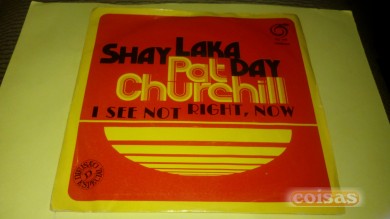 SHAY LAKA DAY
Pat
Churchill
I SEE NOT RIGHT, NOW
coisas